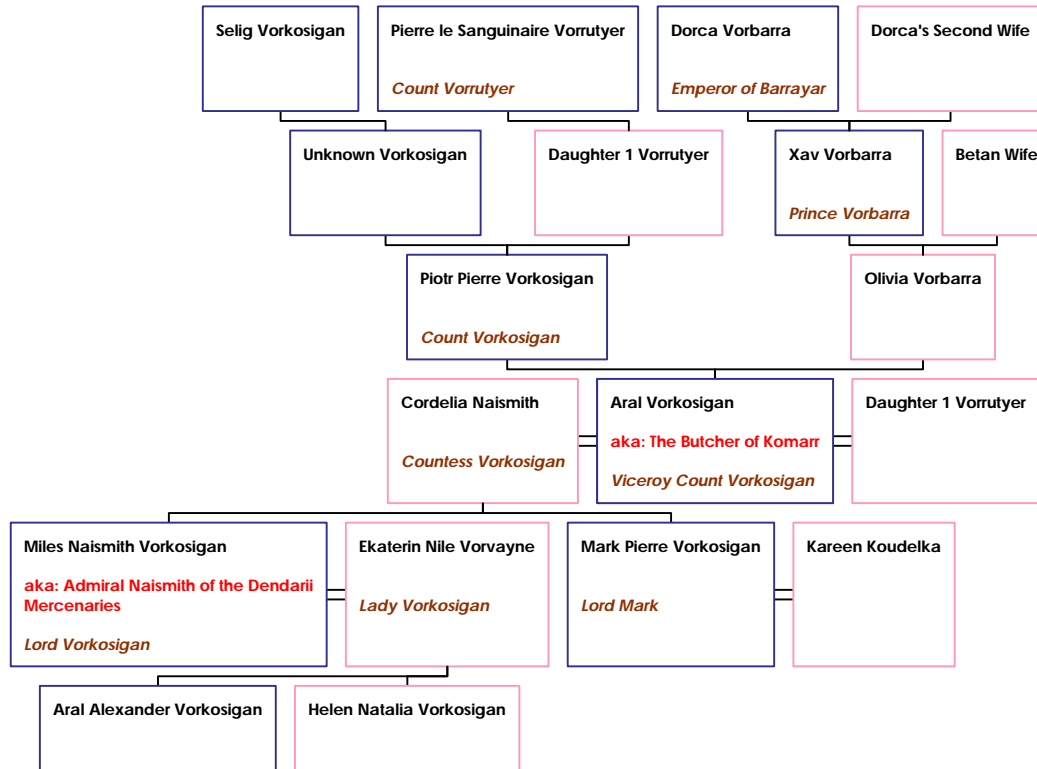 Selig Vorkosigan
Pierre le Sanguinaire Vorrutyer
Count Vorrutyer
Dorca Vorbarra
Emperor of Barrayar
Dorca's Second Wife
Unknown Vorkosigan
Daughter 1 Vorrutyer
Xav Vorbarra
Prince Vorbarra
Betan Wife
Piotr Pierre Vorkosigan
Count Vorkosigan
Olivia Vorbarra
Cordelia Naismith
Countess Vorkosigan
Aral Vorkosigan
aka: The Butcher of Komarr
Viceroy Count Vorkosigan
Daughter 1 Vorrutyer
Miles Naismith Vorkosigan
aka: Admiral Naismith of the Dendarii
Mercenaries
Lord Vorkosigan
Ekaterin Nile Vorvayne
Lady Vorkosigan
Mark Pierre Vorkosigan
Lord Mark
Kareen Koudelka
Aral Alexander Vorkosigan
Helen Natalia Vorkosigan